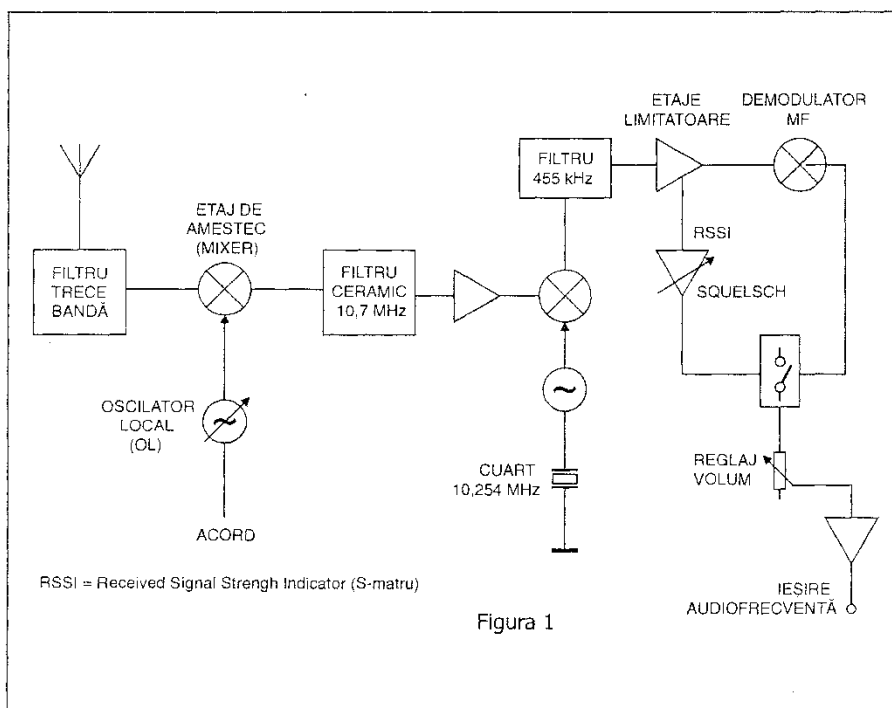 ETAJE
LIMITATOARE
DEMODULATOR
MF
FILTRU
455 kHz
ETAJ DE
AMESTEC
(MIXER)
RSSI
FILTRU
TRECE
BANDĂ
FILTRU
CERAMIC
10,7 MHz
SQUELSCH
OSCILATOR
LOCAL
(OL)
CUART
10,254 MHz
REGLAJ
VOLUM
ACORD
RSSI = Received Signal Strengh Indicator (S-matru)
IEȘIRE
AUDIOFRECVENTĂ
Figura 1